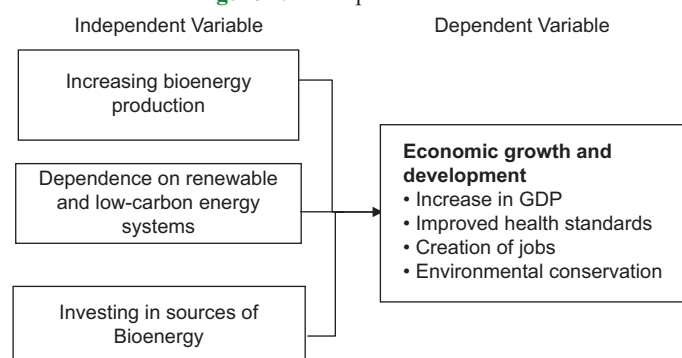 Independent Variable
Dependent Variable
Increasing bioenergy
production
Dependence on renewable
and low-carbon energy
systems
Investing in sources of
Bioenergy
Economic growth and
development
• Increase in GDP
• Improved health standards
• Creation of jobs
• Environmental conservation